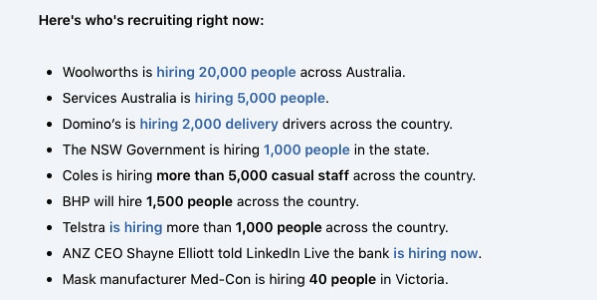 Here's who's recruiting right now:
• Woolworths is hiring 20,000 people across Australia.
• Services Australia is hiring 5,000 people.
• Domino’s is hiring 2,000 delivery drivers across the country.
• The NSW Government is hiring 1,000 people in the state.
• Coles is hiring more than 5,000 casual staff across the country.
• BHP will hire 1,500 people across the country.
• Telstra is hiring more than 1,000 people across the country.
• ANZ CEO Shayne Elliott told LinkedIn Live the bank is hiring now.
• Mask manufacturer Med-Con is hiring 40 people in Victoria.